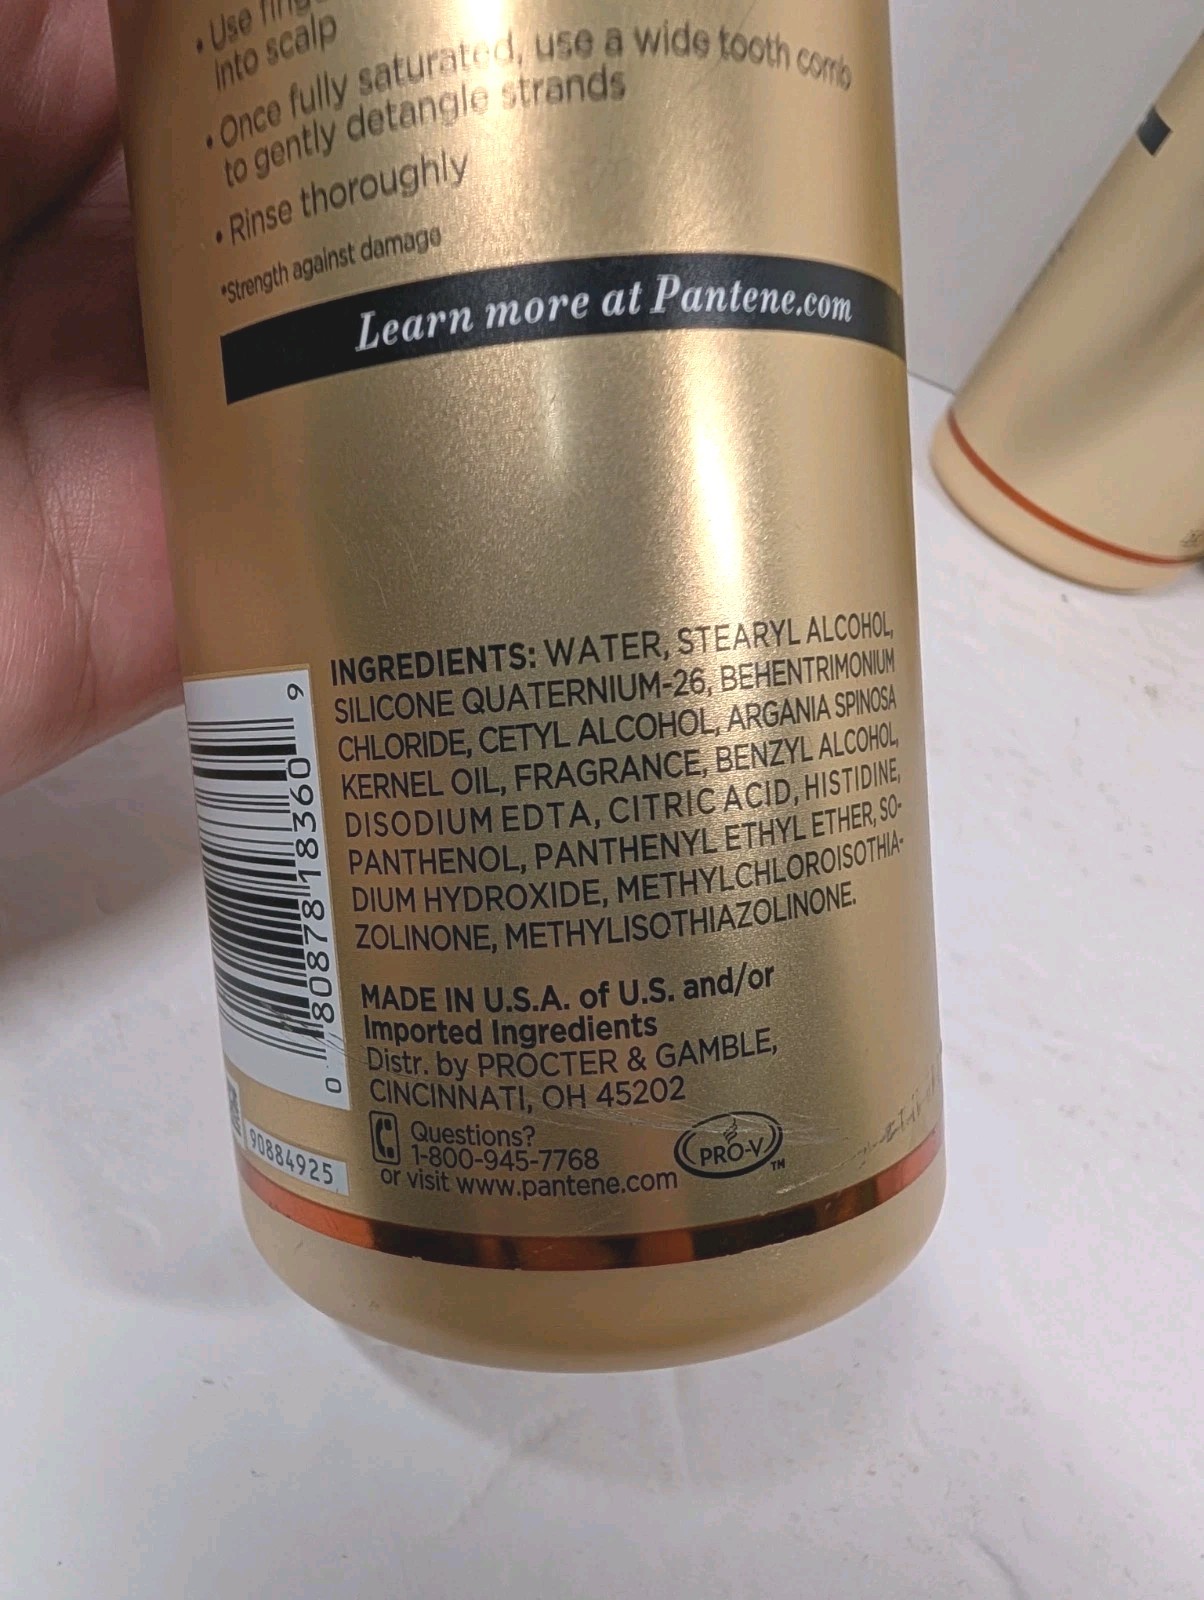 • Use
into scalp
• Once fully saturated, use a wide tooth comb
to gently detangle strands
• Rinse thoroughly
*Strength against damage
Learn more at Pantene.com
INGREDIENTS: WATER, STEARYL ALCOHOL,
SILICONE QUATERNIUM-26, BEHENTRIMONIUM
CHLORIDE, CETYL ALCOHOL, ARGANIA SPINOSA
KERNEL OIL, FRAGRANCE, BENZYL ALCOHOL,
DISODIUM EDTA, CITRIC ACID, HISTIDINE,
PANTHENOL, PANTHENYL ETHYL ETHER, SO-
DIUM HYDROXIDE, METHYLCHLOROISOTHIA-
ZOLINONE, METHYLISOTHIAZOLINONE.
MADE IN U.S.A. of U.S. and/or
Imported Ingredients
Distr. by PROCTER & GAMBLE,
CINCINNATI, OH 45202
Questions?
1-800-945-7768
or visit www.pantene.com
PRO-V™
0 80878 18360 9
90884925